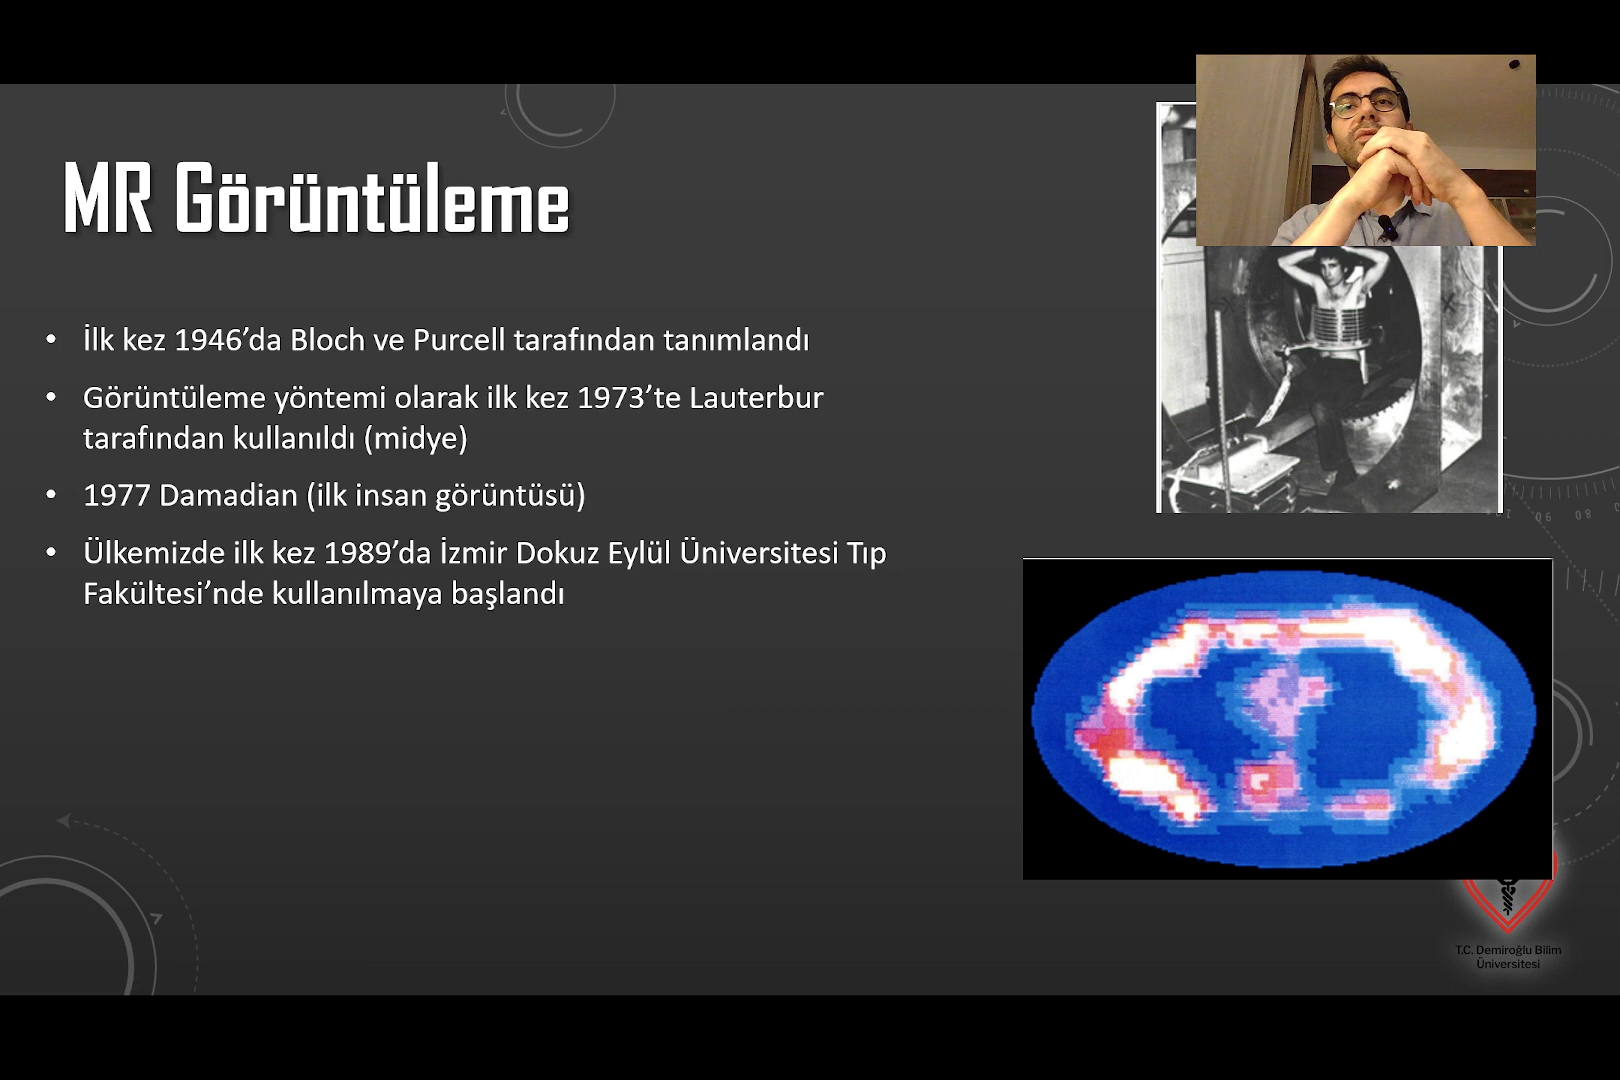 MR Görüntüleme
• İlk kez 1946’da Bloch ve Purcell tarafından tanımlandı
• Görüntüleme yöntemi olarak ilk kez 1973’te Lauterbur
tarafından kullanıldı (midye)
• 1977 Damadian (ilk insan görüntüsü)
• Ülkemizde ilk kez 1989’da İzmir Dokuz Eylül Üniversitesi Tıp
Fakültesi’nde kullanılmaya başlandı
T.C. Demiroğlu Bilim
Üniversitesi